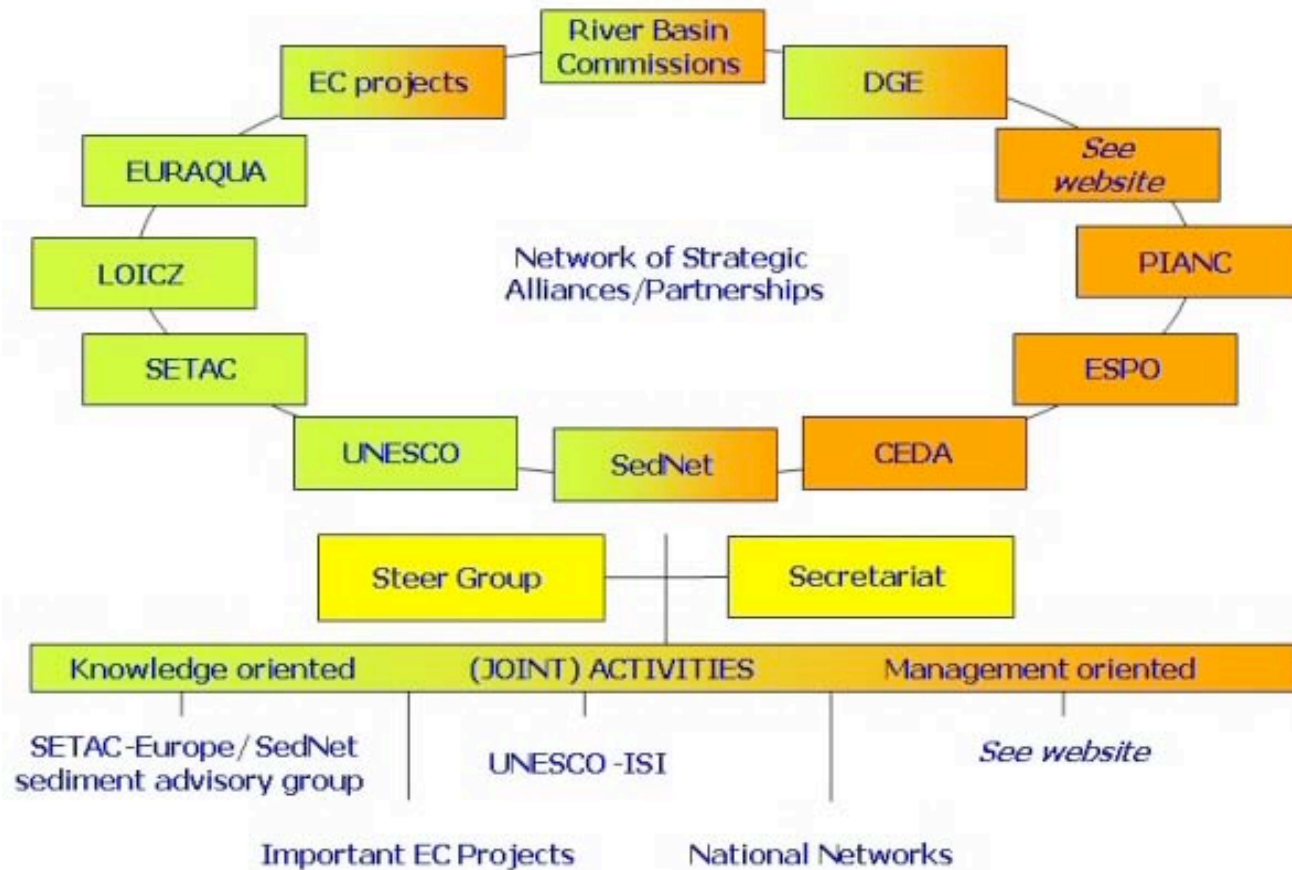 River Basin
Commissions
EC projects
DGE
EURAQUA
See
website
LOICZ
Network of Strategic
Alliances/Partnerships
PIANC
SETAC
ESPO
UNESCO
SedNet
CEDA
Steer Group
Secretariat
Knowledge oriented
(JOINT) ACTIVITIES
Management oriented
SETAC-Europe/ SedNet
sediment advisory group
UNESCO -ISI
See website
Important EC Projects
National Networks